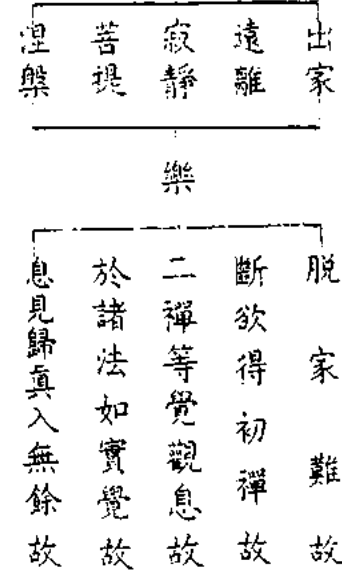 出家
遠離
寂靜
菩提
涅槃
樂
脫家難故
斷欲得初禪故
二禪等覺觀息故
於諸法如實覺故
息見歸真入無餘故